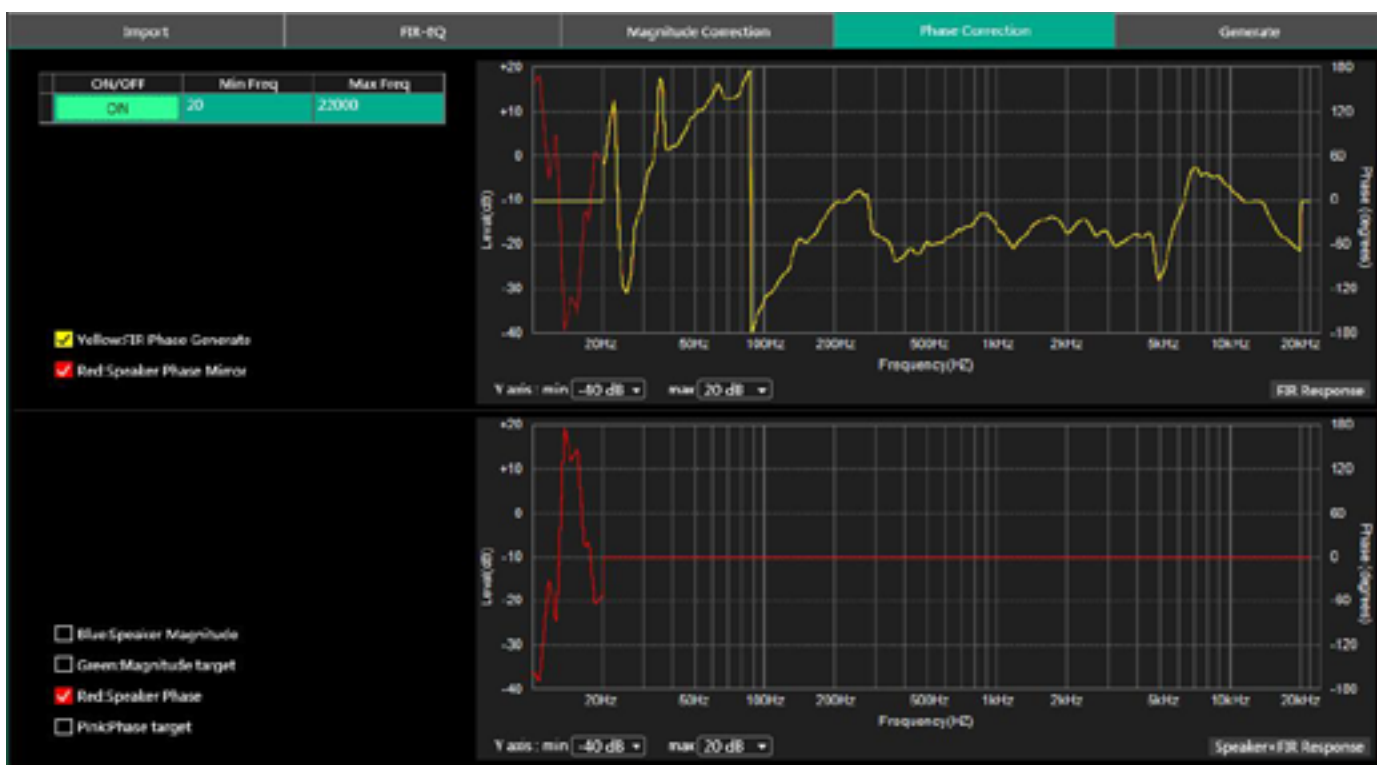 Import FIR-EQ Magnitude Correction Phase Correction Generate
ON/OFF Min Freq Max Freq
ON 20 22000
Yellow:FIR Phase Generate
Red:Speaker Phase Mirror
+20 180
+10 120
0 60
-10 0
-20 -60
-30 -120
-40 -180
Level(dB)
Phase (degrees)
20Hz 50Hz 100Hz 200Hz 500Hz 1kHz 2kHz 5kHz 10kHz 20kHz
Frequency(HZ)
Y axis : min -40 dB max 20 dB FIR Response
+20 180
+10 120
0 60
-10 0
-20 -60
-30 -120
-40 -180
Level(dB)
Phase (degrees)
20Hz 50Hz 100Hz 200Hz 500Hz 1kHz 2kHz 5kHz 10kHz 20kHz
Frequency(HZ)
Blue:Speaker Magnitude
Green:Magnitude target
Red:Speaker Phase
Pink:Phase target
Y axis : min -40 dB max 20 dB Speaker+FIR Response